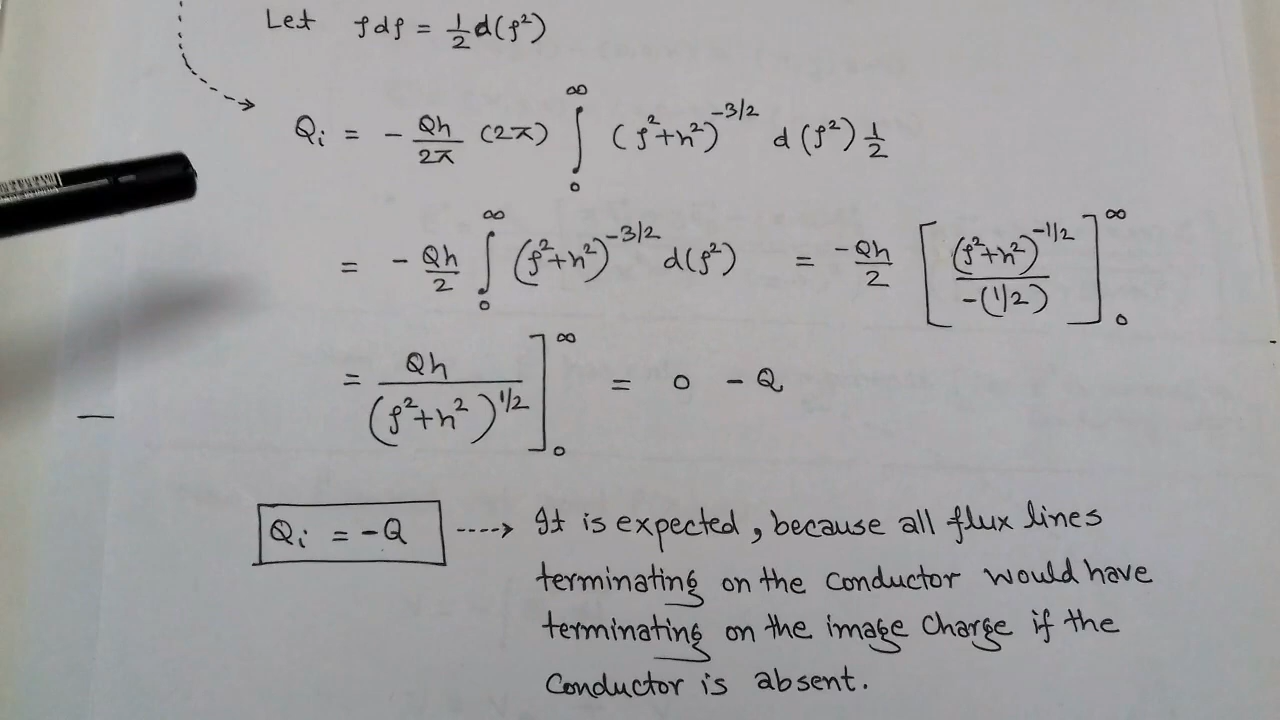 Let ρdρ = 1/2 d(ρ²)
Qᵢ = - Qh/2π (2π) ∫₀^∞ (ρ²+h²)^-3/2 d(ρ²) 1/2
= - Qh/2 ∫₀^∞ (ρ²+h²)^-3/2 d(ρ²) = -Qh/2 [(ρ²+h²)^-1/2 / -(1/2)]₀^∞
= Qh/(ρ²+h²)^1/2 ]₀^∞ = 0 - Q
Qᵢ = -Q ----> It is expected, because all flux lines
terminating on the conductor would have
terminating on the image charge if the
conductor is absent.